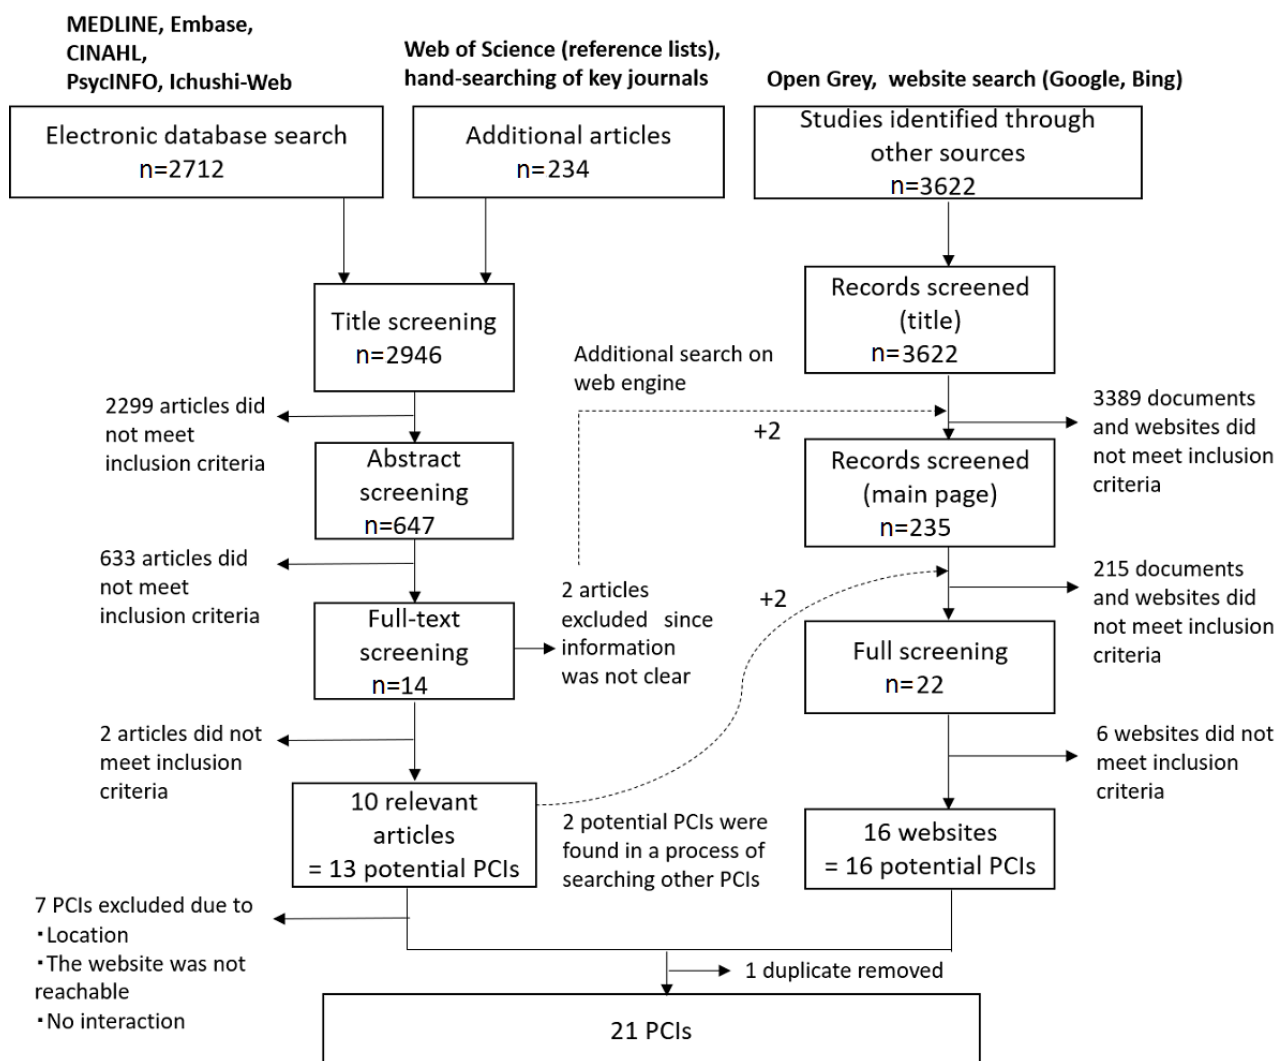 MEDLINE, Embase,
CINAHL,
PsycINFO, Ichushi-Web
Web of Science (reference lists),
hand-searching of key journals
Open Grey, website search (Google, Bing)
Electronic database search
n=2712
Additional articles
n=234
Studies identified through
other sources
n=3622
Title screening
n=2946
Records screened
(title)
n=3622
Additional search on
web engine
+2
2299 articles did
not meet
inclusion criteria
3389 documents
and websites did
not meet inclusion
criteria
Abstract
screening
n=647
Records screened
(main page)
n=235
633 articles did
not meet
inclusion criteria
2 articles
excluded since
information
was not clear
+2
215 documents
and websites did
not meet inclusion
criteria
Full-text
screening
n=14
Full screening
n=22
2 articles did not
meet inclusion
criteria
6 websites did not
meet inclusion
criteria
10 relevant
articles
= 13 potential PCIs
2 potential PCIs were
found in a process of
searching other PCIs
16 websites
= 16 potential PCIs
7 PCIs excluded due to
・Location
・The website was not
reachable
・No interaction
1 duplicate removed
21 PCIs